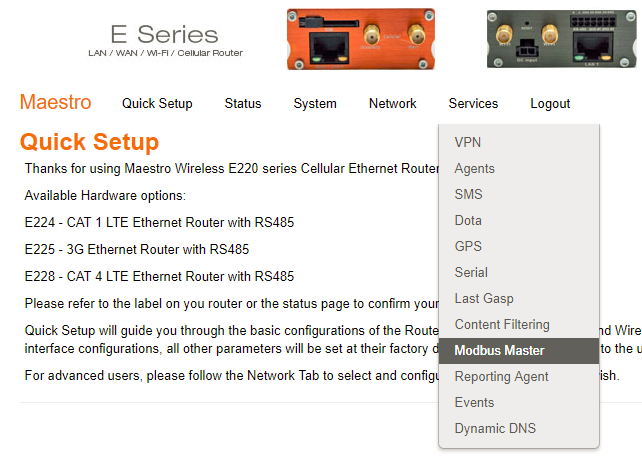 E Series
LAN / WAN / Wi-Fi / Cellular Router
DC input
LAN 1
Maestro
Quick Setup Status System Network Services Logout
Quick Setup
Thanks for using Maestro Wireless E220 series Cellular Ethernet Router
Available Hardware options:
E224 - CAT 1 LTE Ethernet Router with RS485
E225 - 3G Ethernet Router with RS485
E228 - CAT 4 LTE Ethernet Router with RS485
Please refer to the label on you router or the status page to confirm your
Quick Setup will guide you through the basic configurations of the Route nd Wire
interface configurations, all other parameters will be set at their factory d to the u
For advanced users, please follow the Network Tab to select and configu ish.
VPN
Agents
SMS
Dota
GPS
Serial
Last Gasp
Content Filtering
Modbus Master
Reporting Agent
Events
Dynamic DNS